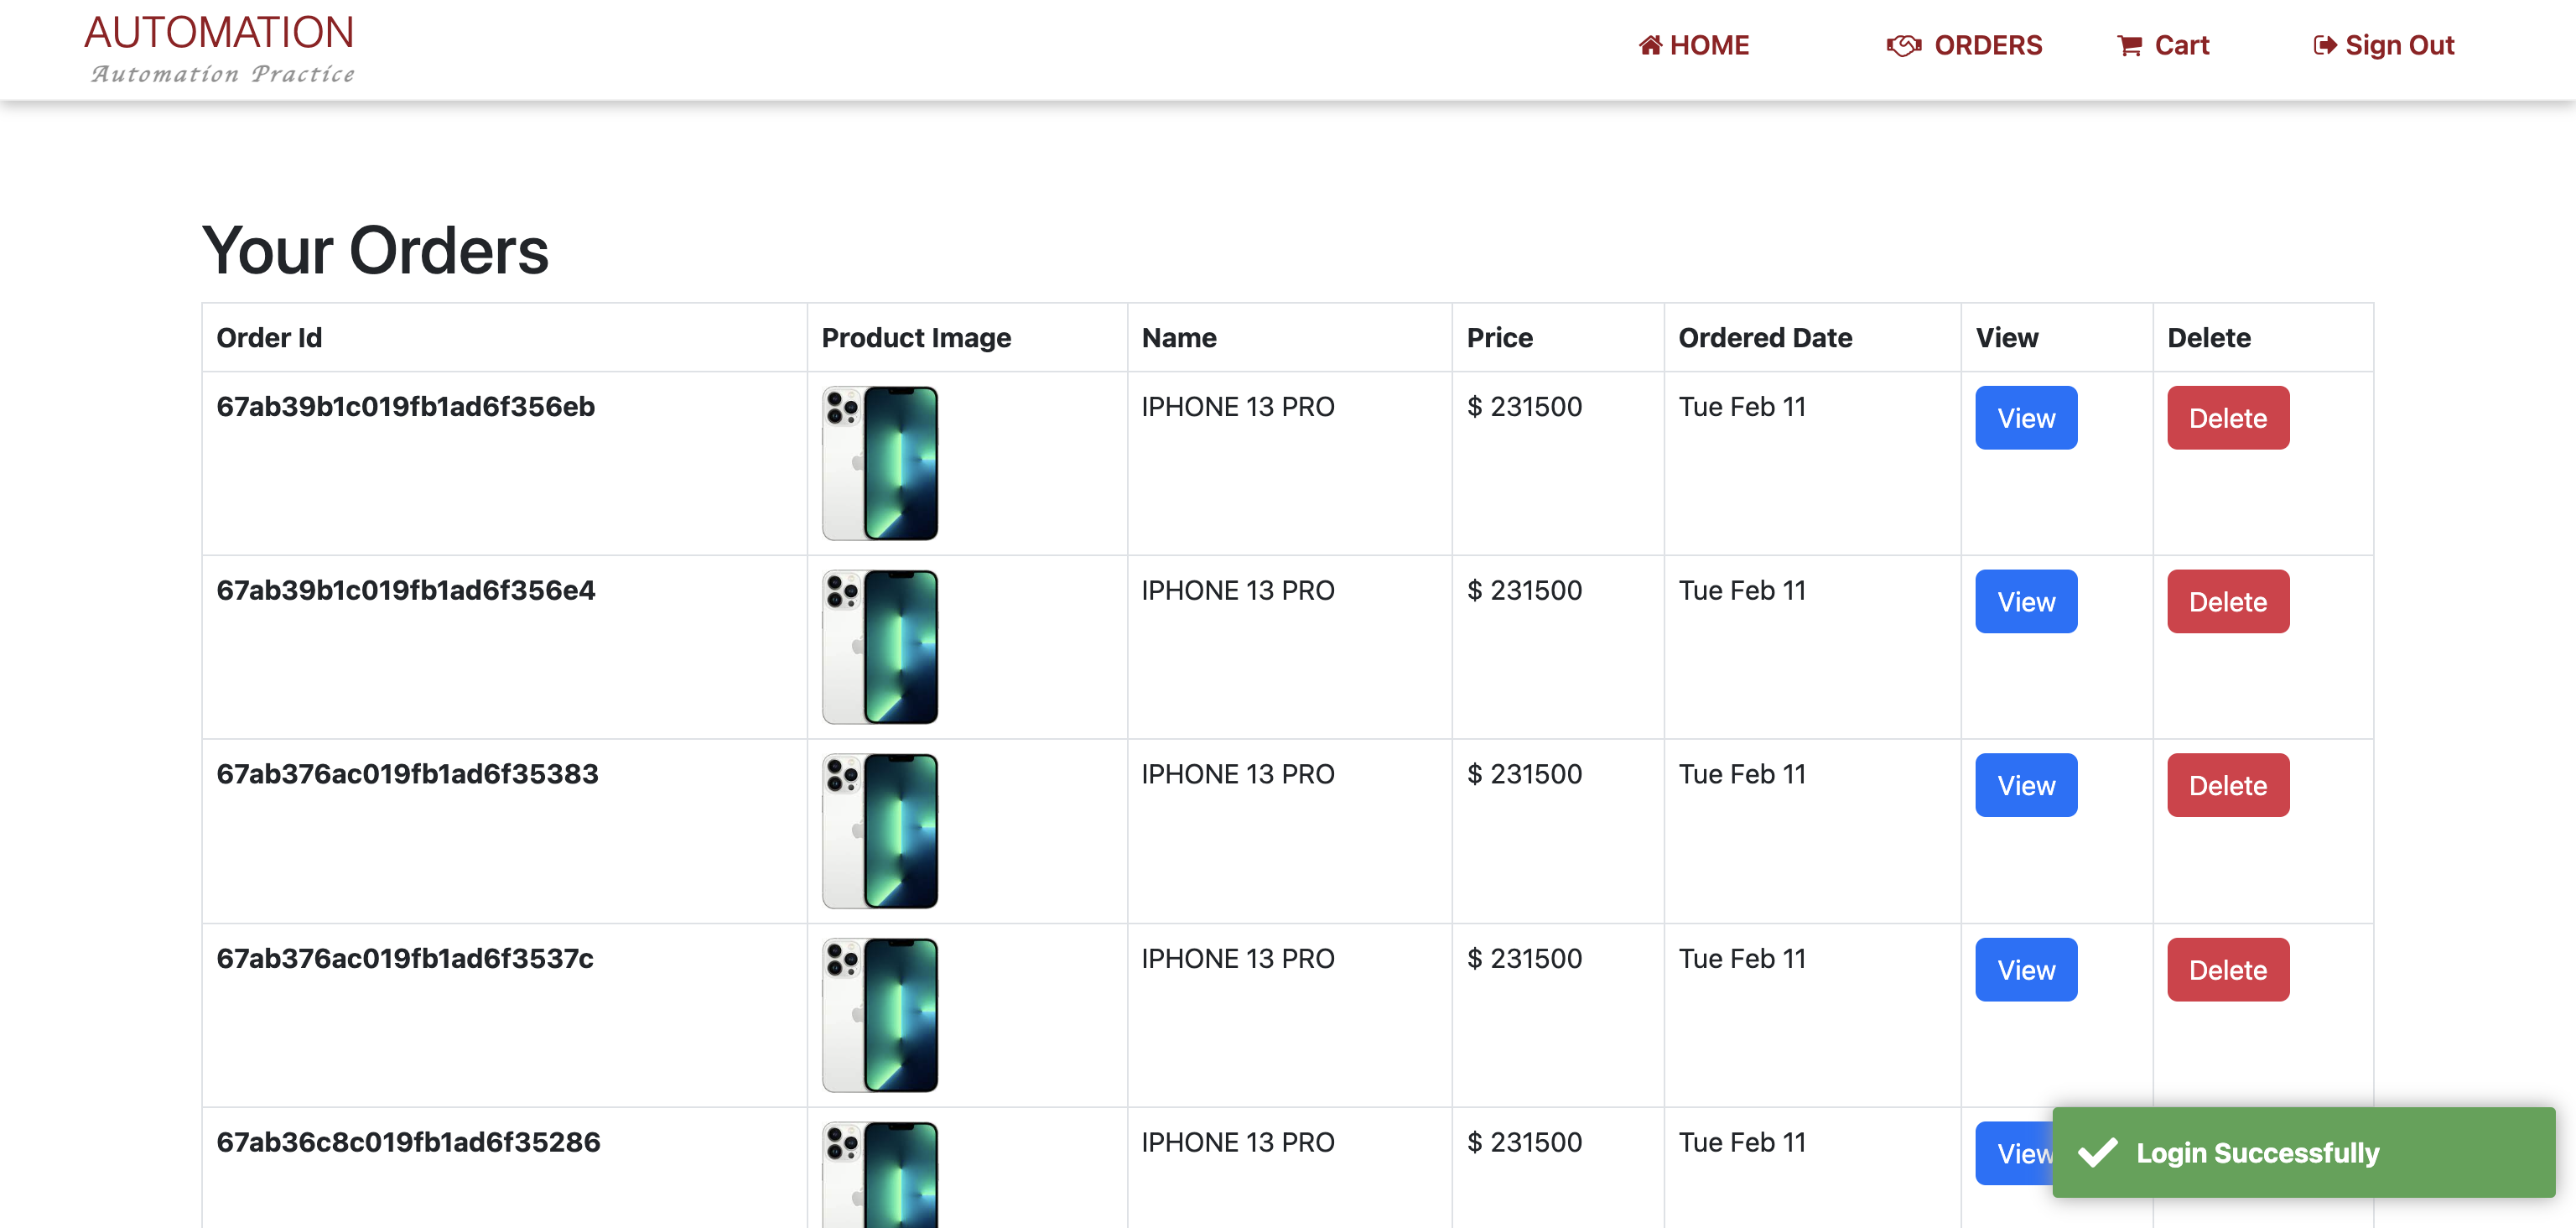 AUTOMATION
Automation Practice
HOME ORDERS Cart Sign Out
Your Orders
Order Id Product Image Name Price Ordered Date View Delete
67ab39b1c019fb1ad6f356eb IPHONE 13 PRO $ 231500 Tue Feb 11 View Delete
67ab39b1c019fb1ad6f356e4 IPHONE 13 PRO $ 231500 Tue Feb 11 View Delete
67ab376ac019fb1ad6f35383 IPHONE 13 PRO $ 231500 Tue Feb 11 View Delete
67ab376ac019fb1ad6f3537c IPHONE 13 PRO $ 231500 Tue Feb 11 View Delete
67ab36c8c019fb1ad6f35286 IPHONE 13 PRO $ 231500 Tue Feb 11 View
Login Successfully